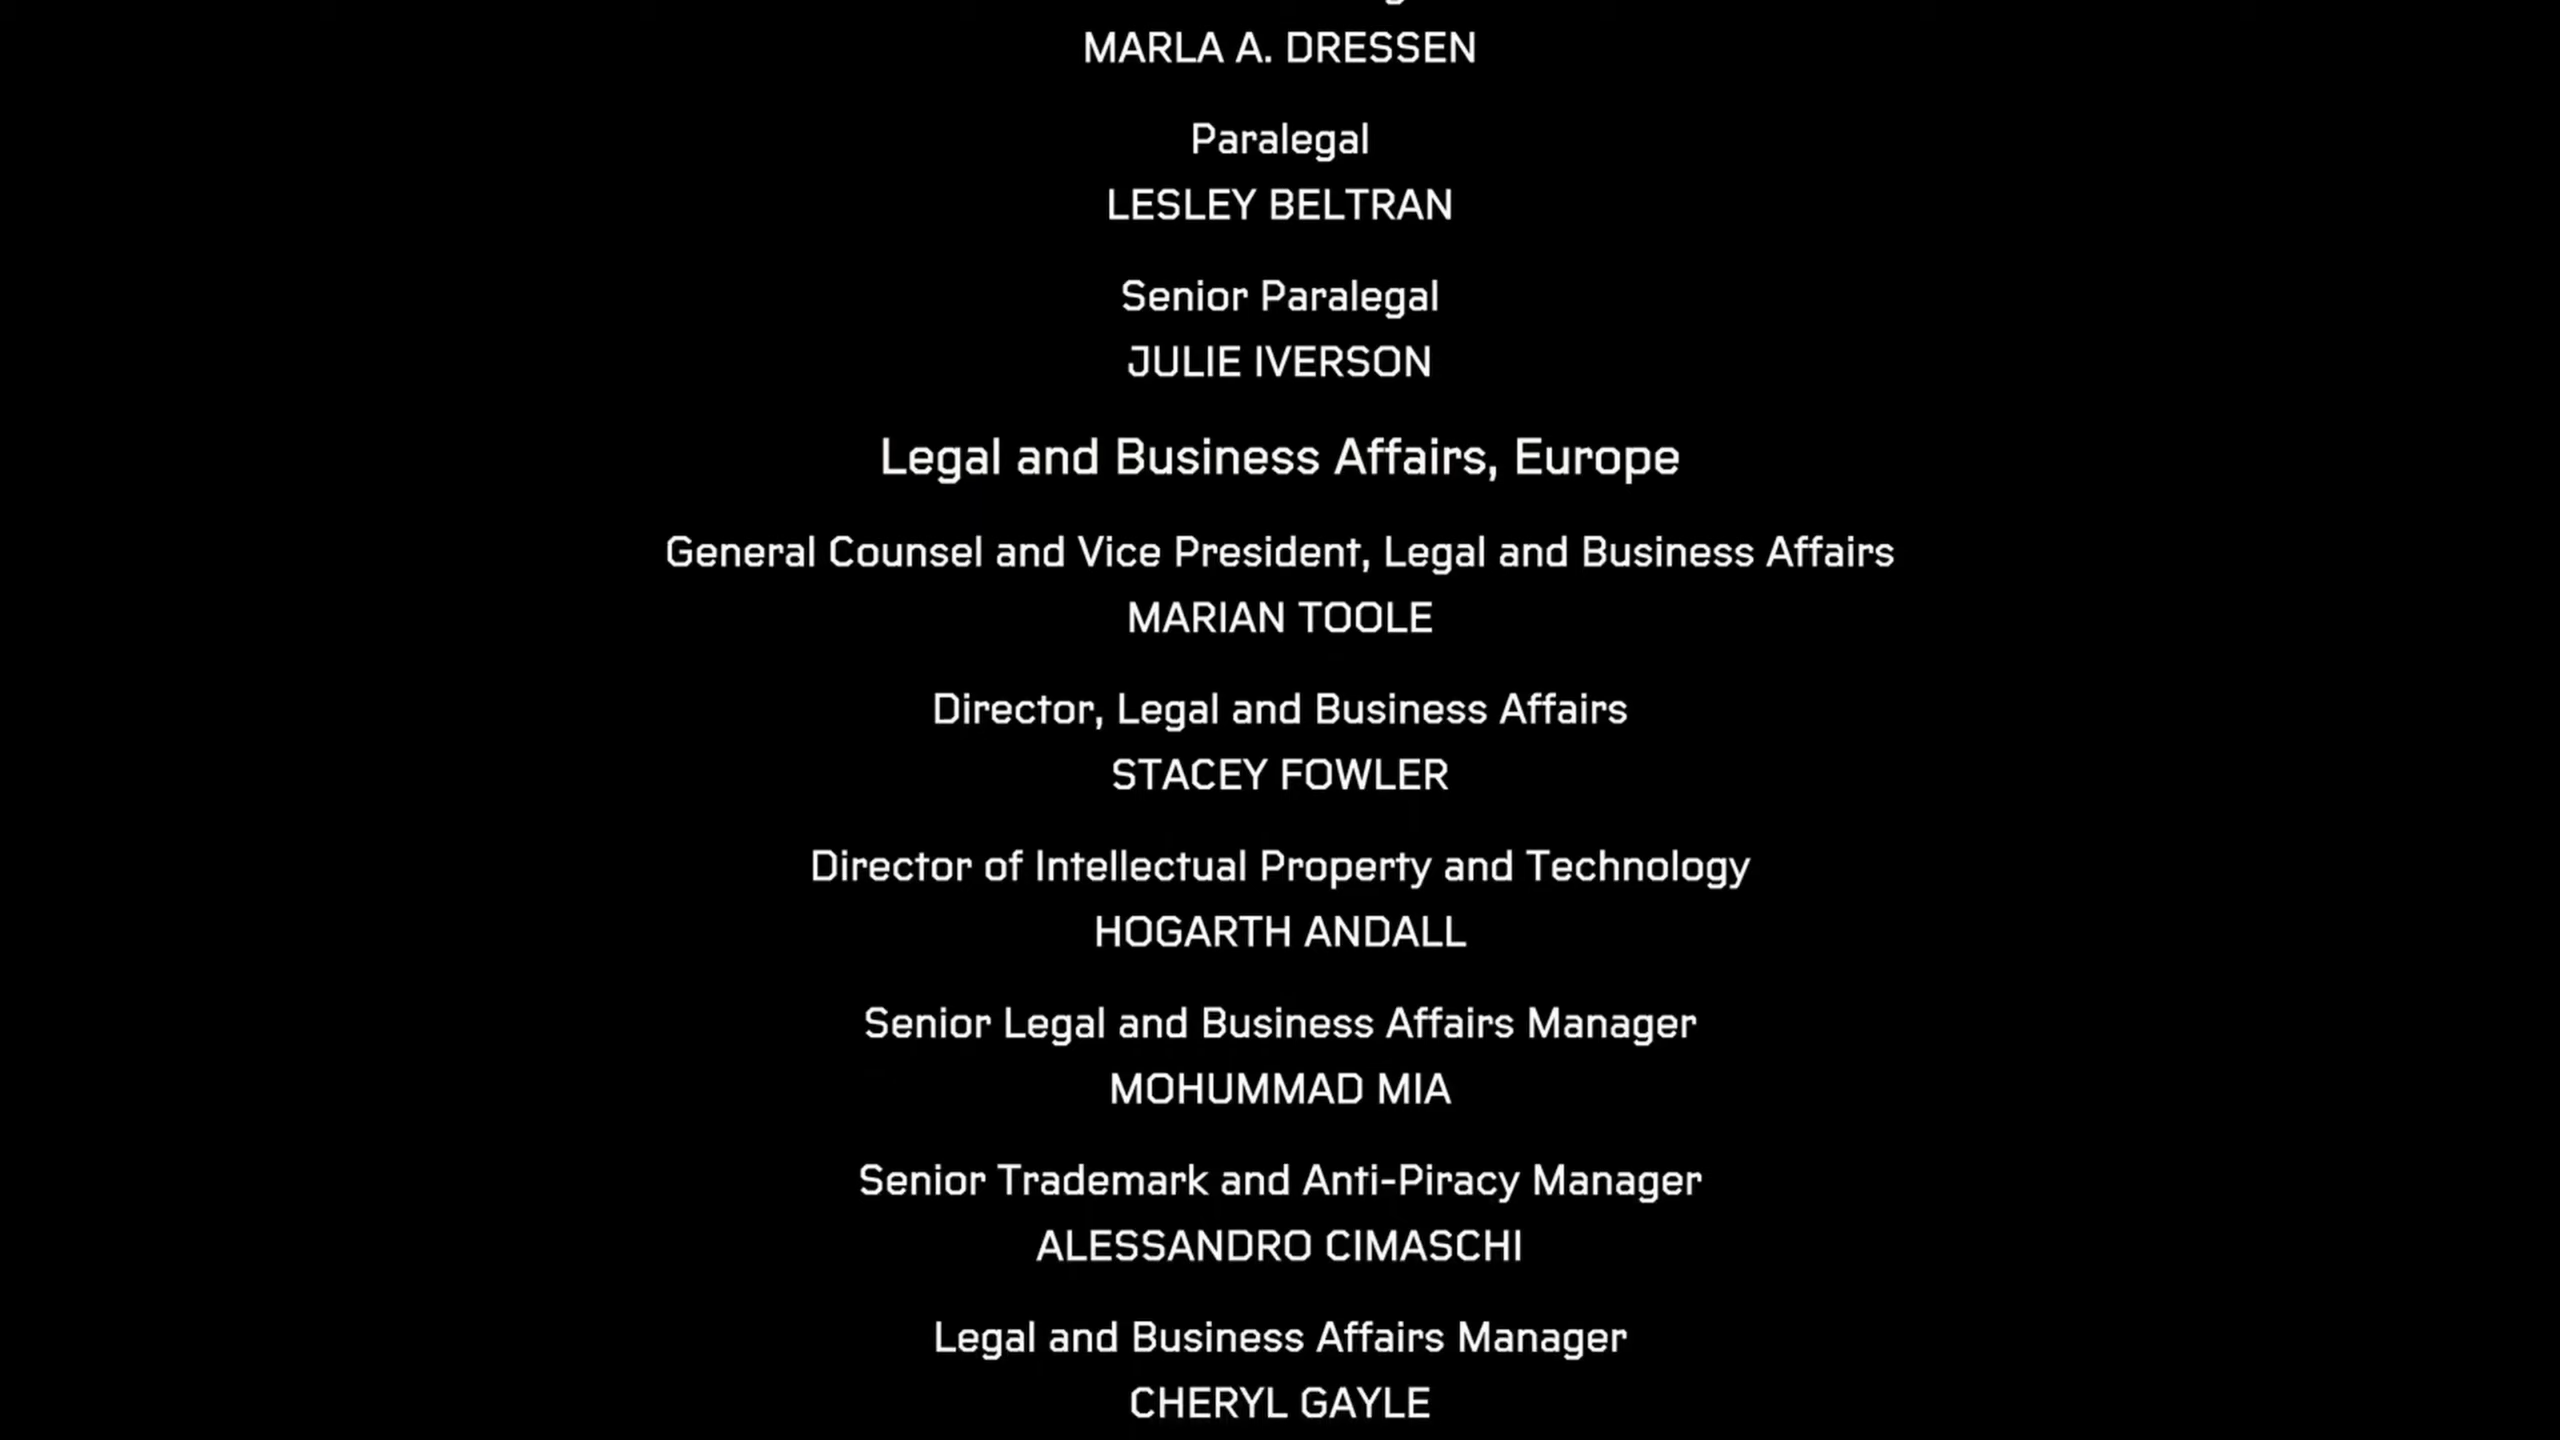 MARLA A. DRESSEN
Paralegal
LESLEY BELTRAN
Senior Paralegal
JULIE IVERSON
Legal and Business Affairs, Europe
General Counsel and Vice President, Legal and Business Affairs
MARIAN TOOLE
Director, Legal and Business Affairs
STACEY FOWLER
Director of Intellectual Property and Technology
HOGARTH ANDALL
Senior Legal and Business Affairs Manager
MOHUMMAD MIA
Senior Trademark and Anti-Piracy Manager
ALESSANDRO CIMASCHI
Legal and Business Affairs Manager
CHERYL GAYLE